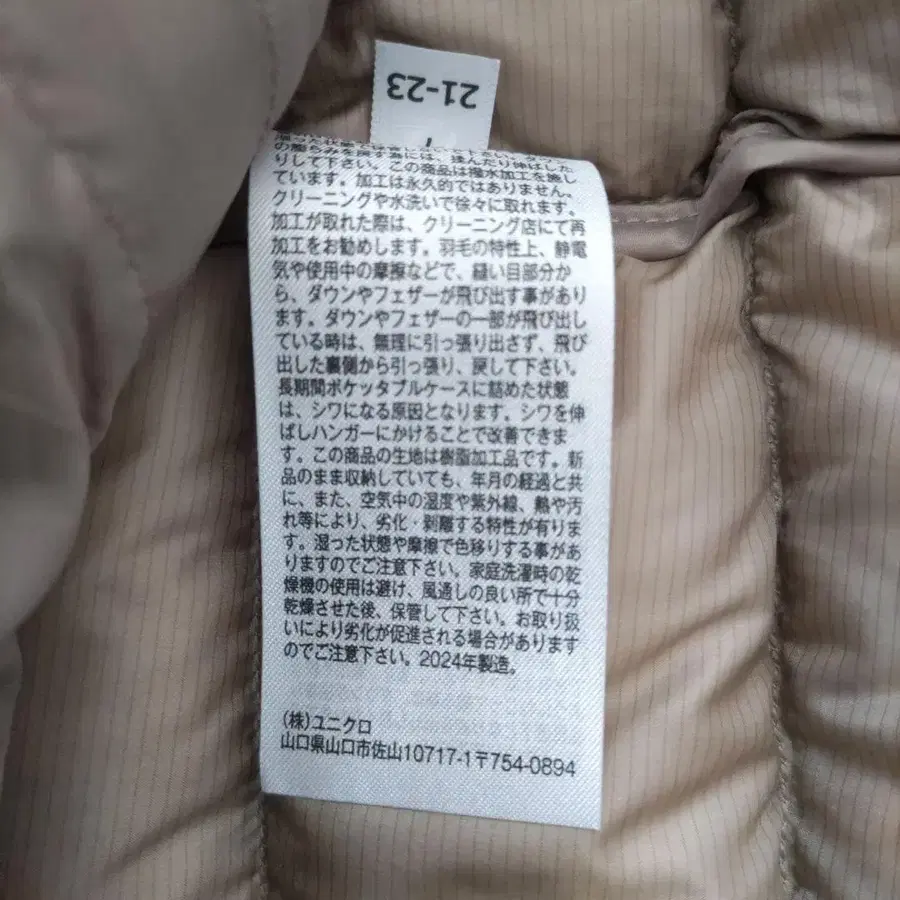 21-23
の膨らみを戻す為には、揉んだり伸ばした
りして下さい。この商品は撥水加工を施し
ています。加工は永久的ではありません。
クリーニングや水洗いで徐々に取れます。
加工が取れた際は、クリーニング店にて再
加工をお勧めします。羽毛の特性上、静電
気や使用中の摩擦などで、縫い目部分か
ら、ダウンやフェザーが飛び出す事があり
ます。ダウンやフェザーの一部が飛び出し
ている時は、無理に引っ張り出さず、飛び
出した裏側から引っ張り、戻して下さい。
長期間ポケッタブルケースに詰めた状態
は、シワになる原因となります。シワを伸
ばしハンガーにかけることで改善できま
す。この商品の生地は樹脂加工品です。新
品のまま収納していても、年月の経過と共
に、また、空気中の湿度や紫外線、熱や汚
れ等により、劣化・剥離する特性が有りま
す。湿った状態や摩擦で色移りする事があ
りますのでご注意下さい。家庭洗濯時の乾
燥機の使用は避け、風通しの良い所で十分
乾燥させた後、保管して下さい。お取り扱
いにより劣化が促進される場合があります
のでご注意下さい。2024年製造。
(株)ユニクロ
山口県山口市佐山10717-1〒754-0894